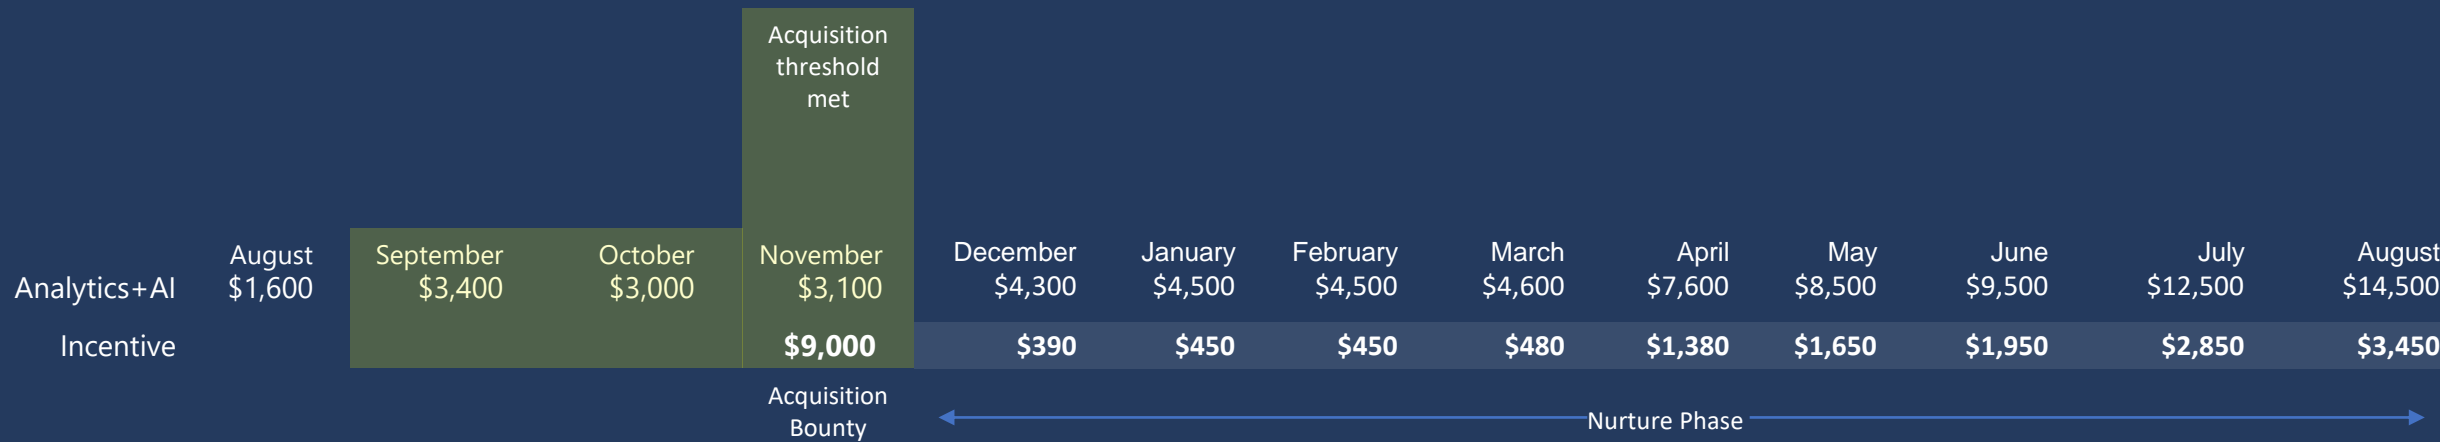 Acquisition
threshold
met
August September October November December January February March April May June July August
Analytics+AI $1,600 $3,400 $3,000 $3,100 $4,300 $4,500 $4,500 $4,600 $7,600 $8,500 $9,500 $12,500 $14,500
Incentive $9,000 $390 $450 $450 $480 $1,380 $1,650 $1,950 $2,850 $3,450
Acquisition
Bounty
Nurture Phase